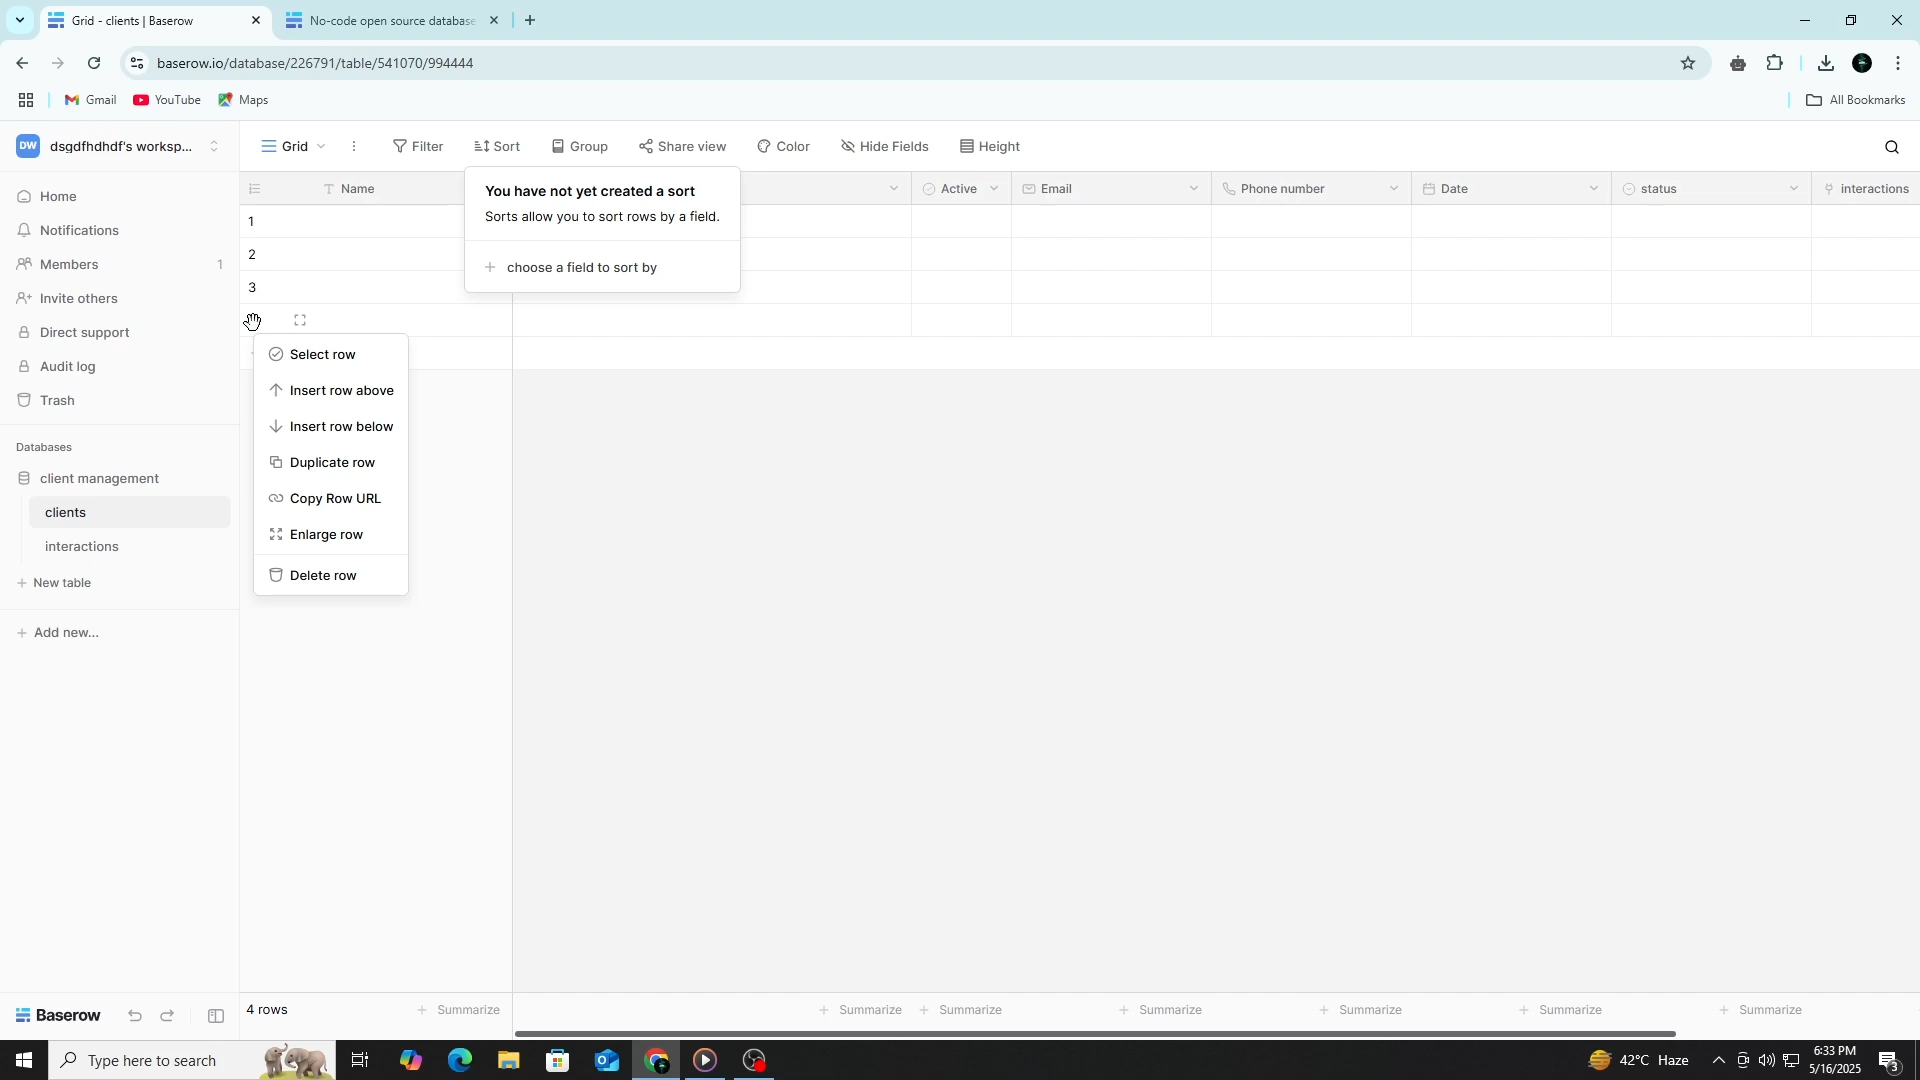 Grid - clients | Baserow
No-code open source database
baserow.io/database/226791/table/541070/994444
Gmail
YouTube
Maps
All Bookmarks
DW
dsgdfhdhdf's worksp...
Grid
Filter
Sort
Group
Share view
Color
Hide Fields
Height
Home
Notifications
Members
1
Invite others
Direct support
Audit log
Trash
Databases
client management
clients
interactions
+ New table
+ Add new...
Name
Active
Email
Phone number
Date
status
interactions
1
2
3
You have not yet created a sort
Sorts allow you to sort rows by a field.
+ choose a field to sort by
Select row
Insert row above
Insert row below
Duplicate row
Copy Row URL
Enlarge row
Delete row
Baserow
4 rows
+ Summarize
+ Summarize
+ Summarize
+ Summarize
+ Summarize
+ Summarize
+ Summarize
Type here to search
42°C Haze
6:33 PM
5/16/2025
3